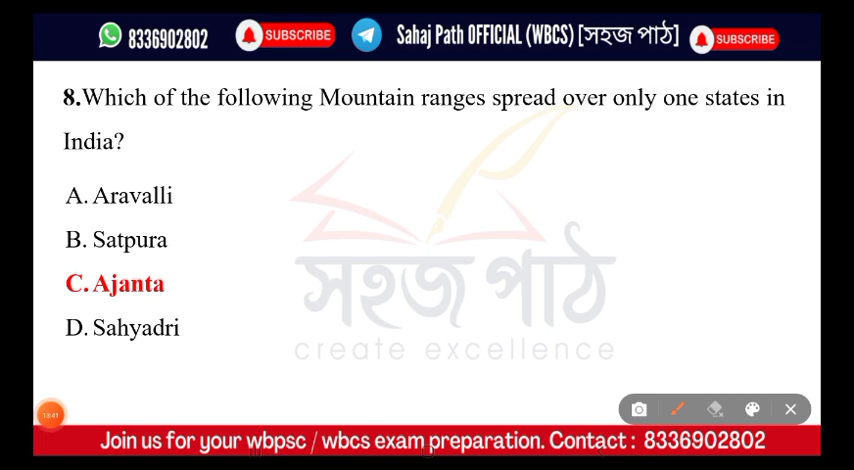 8336902802 SUBSCRIBE Sahaj Path OFFICIAL (WBCS) [সহজ পাঠ] SUBSCRIBE
8.Which of the following Mountain ranges spread over only one states in
India?
A. Aravalli
B. Satpura
C. Ajanta
D. Sahyadri
সহজ পাঠ
create excellence
13:41
Join us for your wbpsc / wbcs exam preparation. Contact : 8336902802